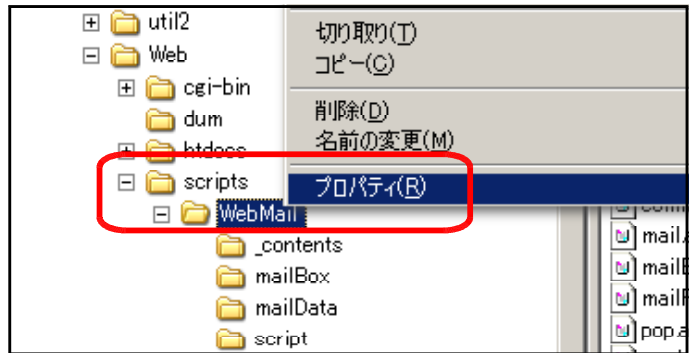 util2
Web
cgi-bin
dum
htdocs
scripts
WebMail
_contents
mailBox
mailData
script
切り取り(T)
コピー(C)
削除(D)
名前の変更(M)
プロパティ(R)
mail.a
mailB
mailF
pop.a